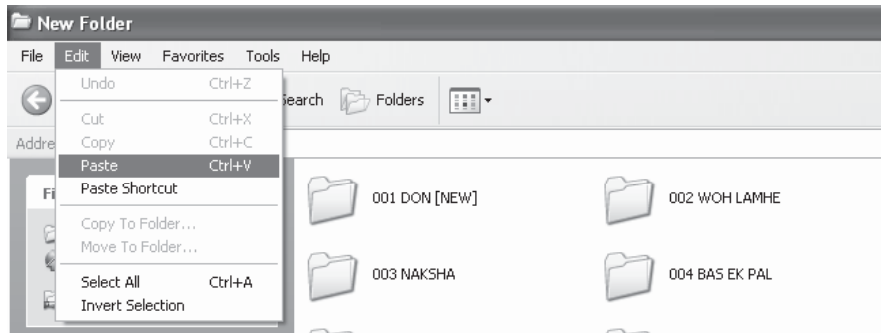 New Folder
File Edit View Favorites Tools Help
Undo Ctrl+Z
Folders
Cut Ctrl+X
Copy Ctrl+C
Paste Ctrl+V
Paste Shortcut
Copy To Folder...
Move To Folder...
Select All Ctrl+A
Invert Selection
001 DON [NEW] 002 WOH LAMHE
003 NAKSHA 004 BAS EK PAL